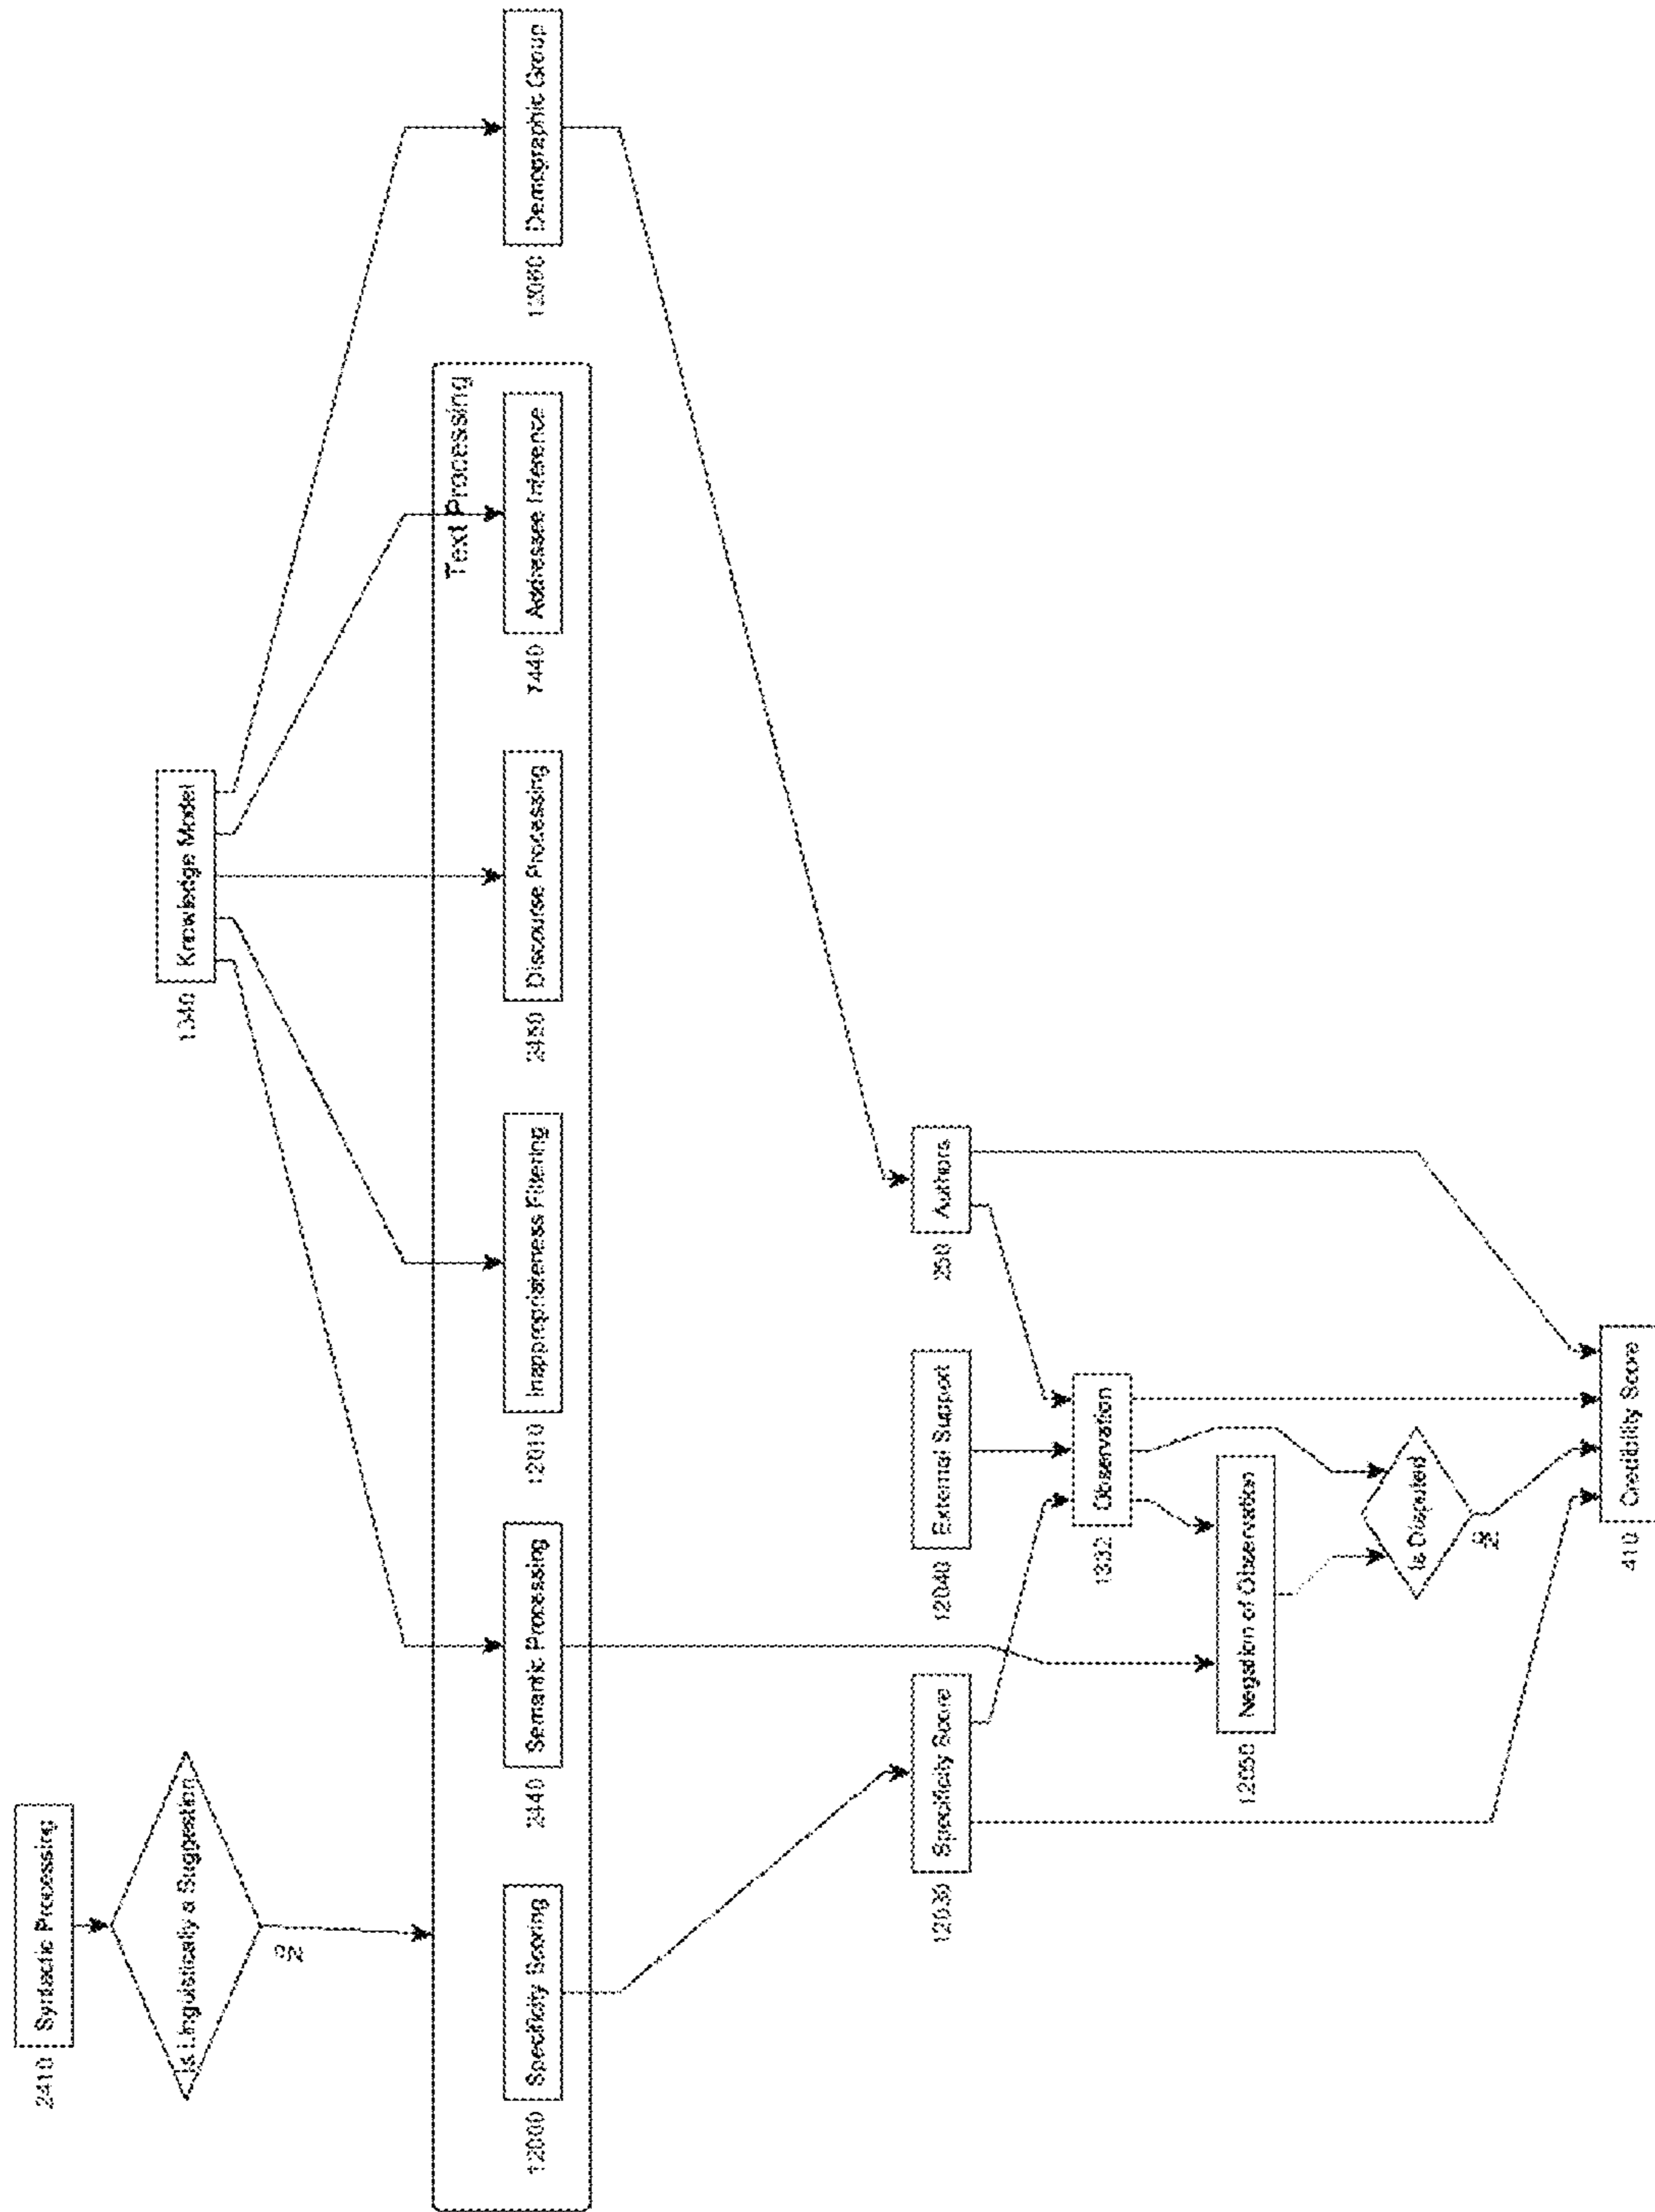 2410 Syntactic Processing
Is Linguistically a Suggestion
No
1340 Knowledge Model
Text Processing
12000 Specificity Scoring
2440 Semantic Processing
12010 Inappropriateness Filtering
2450 Discourse Processing
7440 Addressee Inference
12060 Demographic Group
12030 Specificity Score
12040 External Support
250 Authors
1332 Observation
12050 Negation of Observation
Is Disputed
No
410 Credibility Score